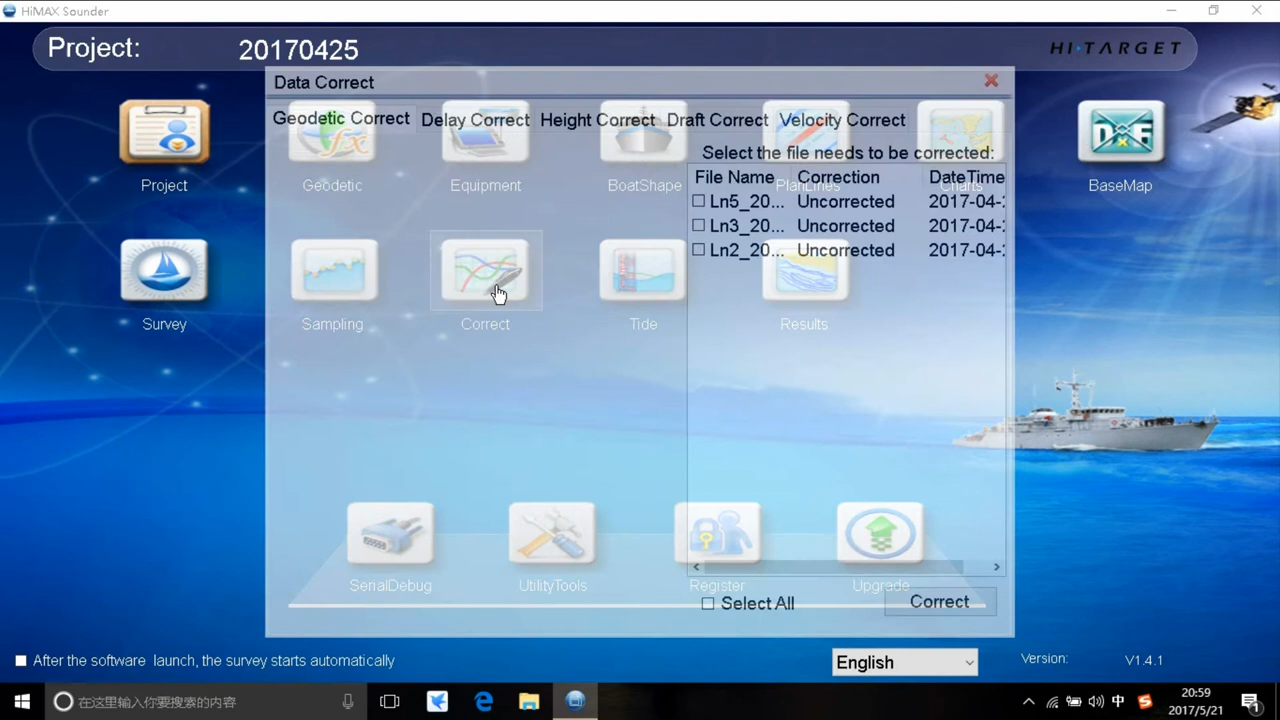 HiMAX Sounder
Project: 20170425
HI·TARGET
Data Correct
Geodetic Correct Delay Correct Height Correct Draft Correct Velocity Correct
Select the file needs to be corrected:
File Name Correction DateTime
Ln5_20... Uncorrected 2017-04-
Ln3_20... Uncorrected 2017-04-
Ln2_20... Uncorrected 2017-04-
Project Geodetic Equipment BoatShape PlanLines Charts BaseMap
DXF
Survey Sampling Correct Tide Results
SerialDebug UtilityTools Register Upgrade
Select All Correct
After the software launch, the survey starts automatically
English
Version: V1.4.1
在这里输入你要搜索的内容
中
20:59
2017/5/21
1